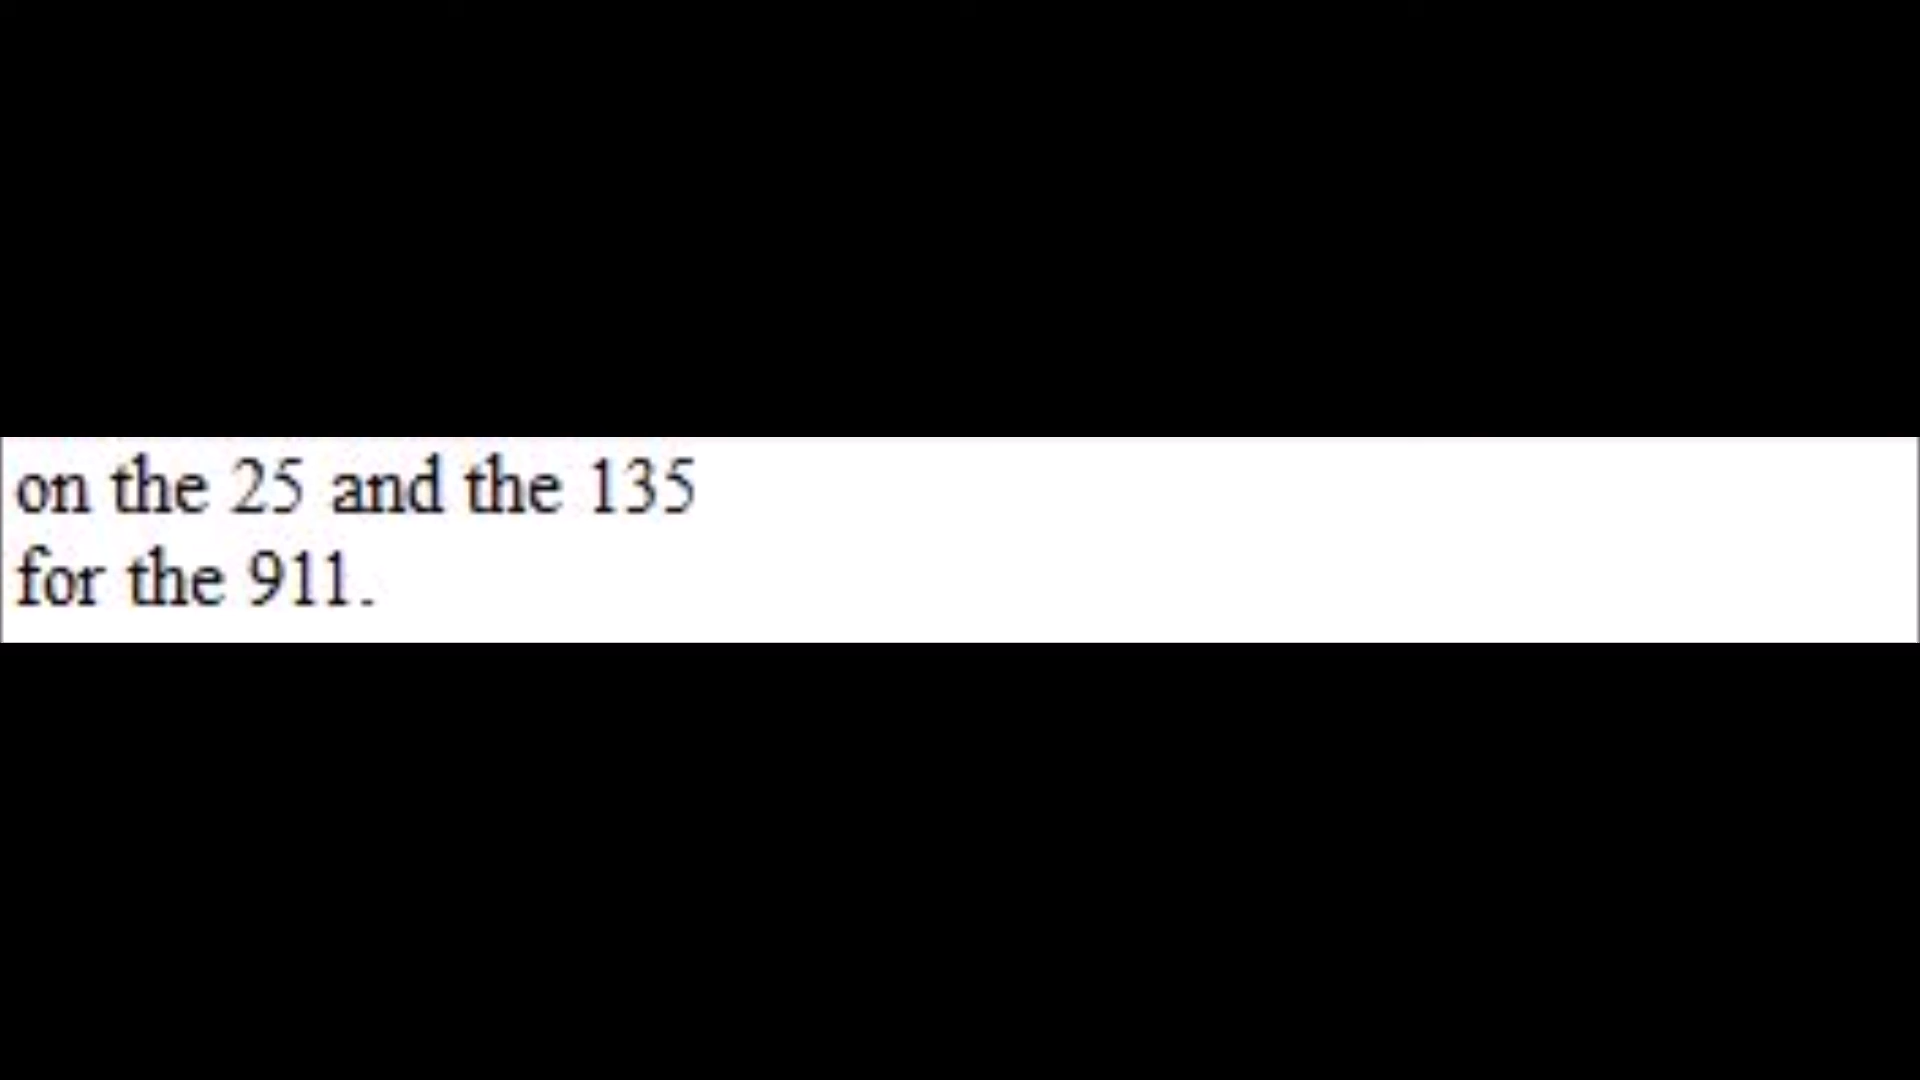 on the 25 and the 135
for the 911.